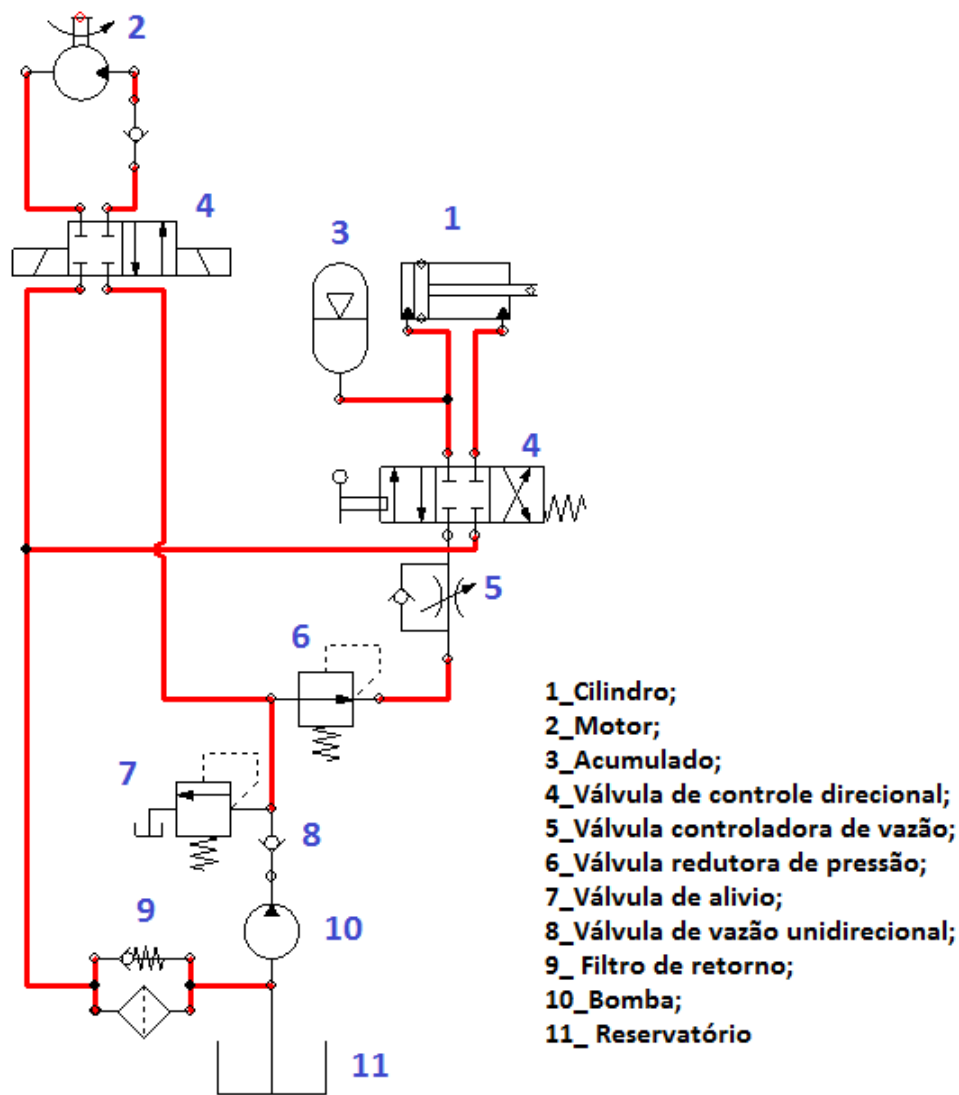 2
4
3
1
4
5
6
7
8
9
10
11
1_Cilindro;
2_Motor;
3_Acumulado;
4_Válvula de controle direcional;
5_Válvula controladora de vazão;
6_Válvula redutora de pressão;
7_Válvula de alivio;
8_Válvula de vazão unidirecional;
9_ Filtro de retorno;
10_Bomba;
11_ Reservatório